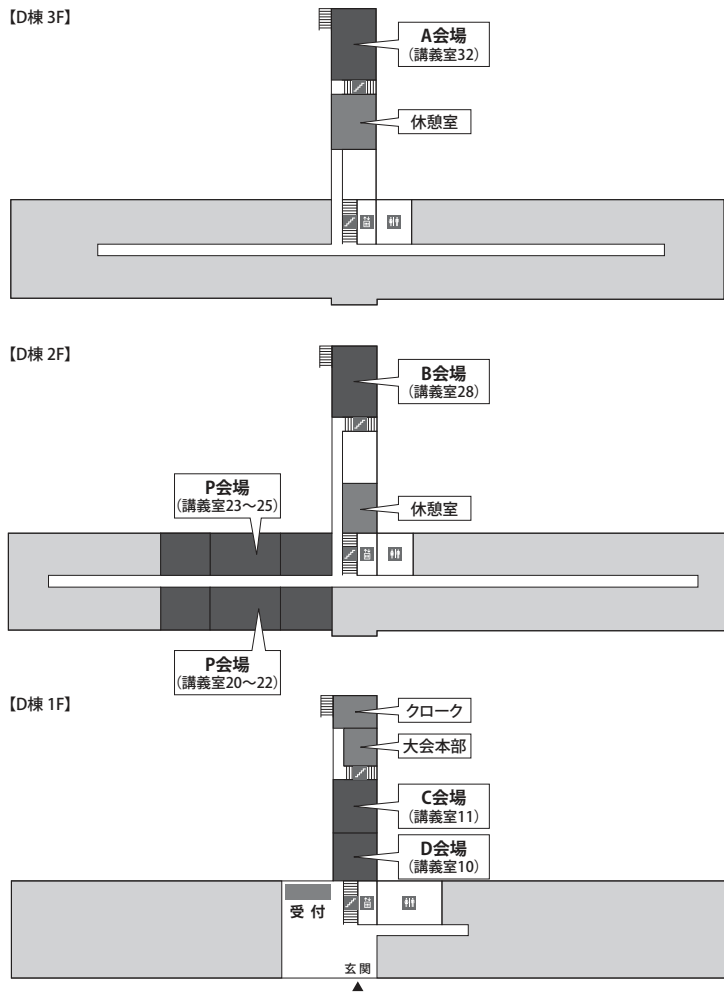 【D棟 3F】
A会場
（講義室32）
休憩室
【D棟 2F】
B会場
（講義室28）
P会場
（講義室23～25）
休憩室
P会場
（講義室20～22）
【D棟 1F】
クローク
大会本部
C会場
（講義室11）
D会場
（講義室10）
受 付
玄 関